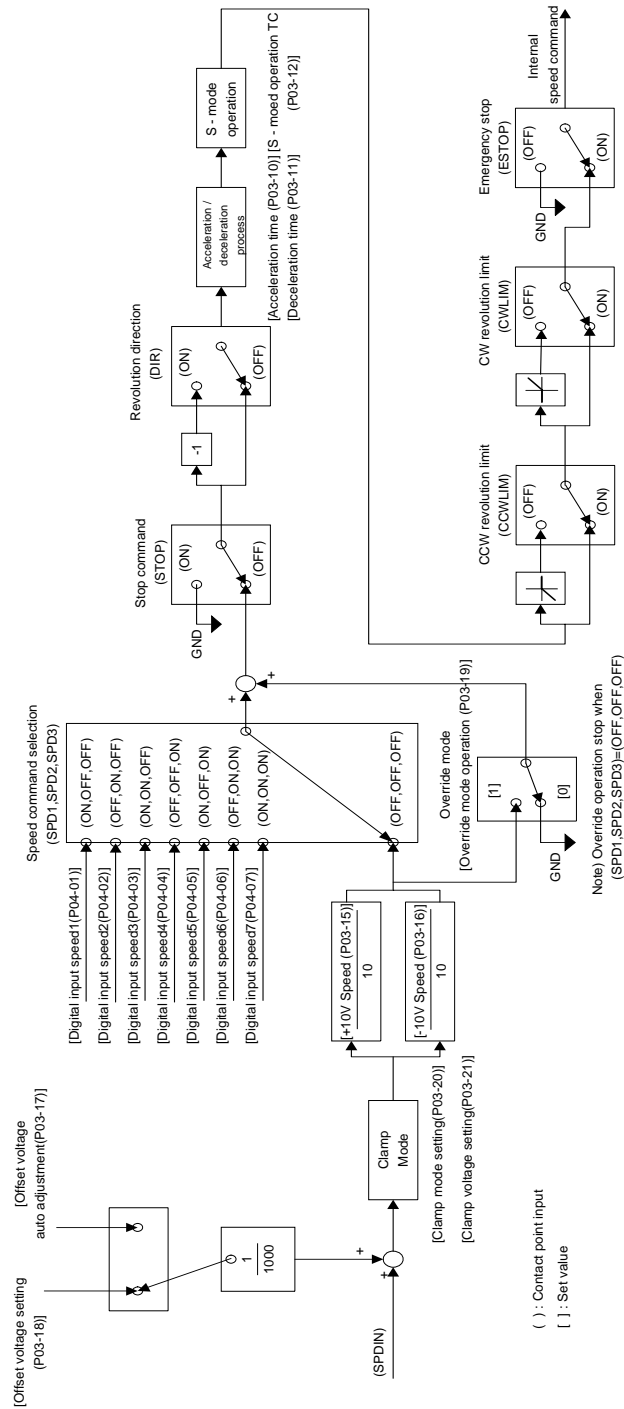 [Offset voltage setting
(P03-18)]
[Offset voltage
auto adjustment(P03-17)]
1
1000
(SPDIN)
+
+
Clamp
Mode
[Clamp mode setting(P03-20)]
[Clamp voltage setting(P03-21)]
[+10V Speed (P03-15)]
10
[-10V Speed (P03-16)]
10
[Digital input speed1(P04-01)]
[Digital input speed2(P04-02)]
[Digital input speed3(P04-03)]
[Digital input speed4(P04-04)]
[Digital input speed5(P04-05)]
[Digital input speed6(P04-06)]
[Digital input speed7(P04-07)]
Speed command selection
(SPD1,SPD2,SPD3)
(ON,OFF,OFF)
(OFF,ON,OFF)
(ON,ON,OFF)
(OFF,OFF,ON)
(ON,OFF,ON)
(OFF,ON,ON)
(ON,ON,ON)
(OFF,OFF,OFF)
+
+
Override mode
[Override mode operation (P03-19)]
[1]
[0]
GND
Note) Override operation stop when
(SPD1,SPD2,SPD3)=(OFF,OFF,OFF)
Stop command
(STOP)
(ON)
(OFF)
GND
Revolution direction
(DIR)
-1
(ON)
(OFF)
Acceleration /
deceleration
process
[Acceleration time (P03-10)]
[Deceleration time (P03-11)]
S - mode
operation
[S - moed operation TC
(P03-12)]
CCW revolution limit
(CCWLIM)
(OFF)
(ON)
CW revolution limit
(CWLIM)
(OFF)
(ON)
Emergency stop
(ESTOP)
(OFF)
(ON)
GND
Internal
speed command
( ) : Contact point input
[ ] : Set value